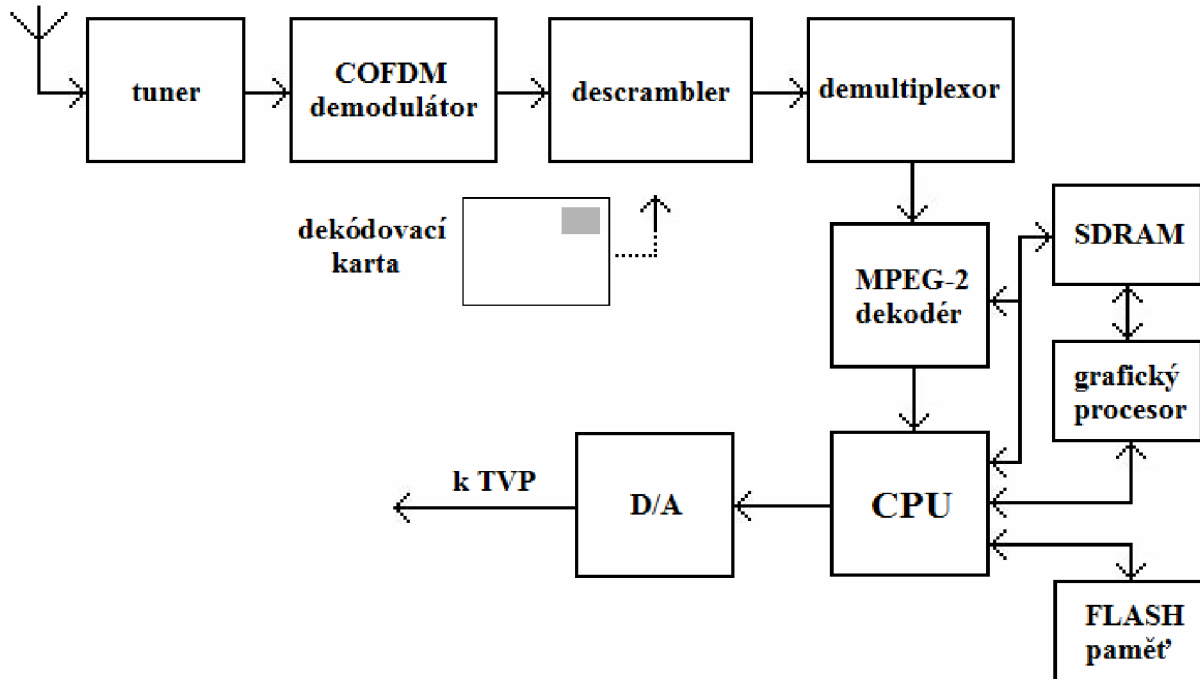 tuner
COFDM
demodulátor
descrambler
demultiplexor
dekódovací
karta
MPEG-2
dekodér
SDRAM
grafický
procesor
k TVP
D/A
CPU
FLASH
paměť